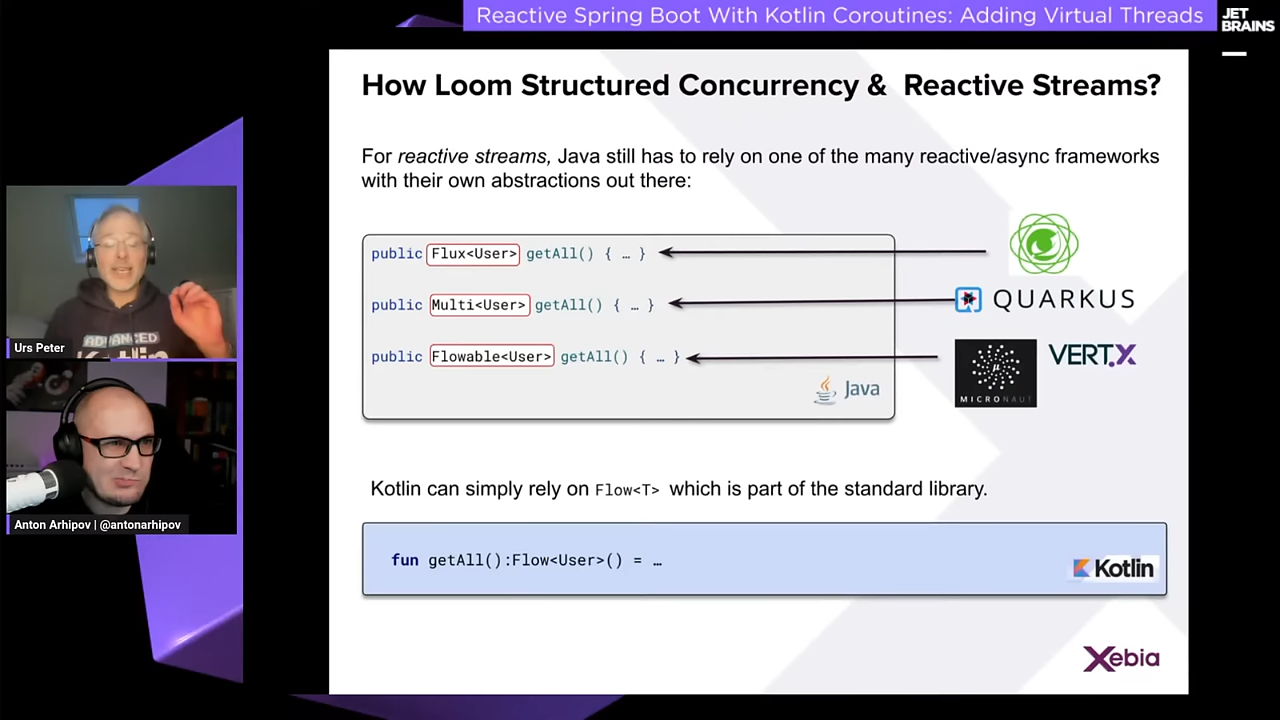 Reactive Spring Boot With Kotlin Coroutines: Adding Virtual Threads
JET
BRAINS
How Loom Structured Concurrency & Reactive Streams?
For reactive streams, Java still has to rely on one of the many reactive/async frameworks
with their own abstractions out there:
public Flux<User> getAll() { … }
public Multi<User> getAll() { … }
QUARKUS
public Flowable<User> getAll() { … }
VERT.X
μ
MICRONAUT
Java
ADVANCED
Kotlin
Urs Peter
Anton Arhipov | @antonarhipov
Kotlin can simply rely on Flow<T> which is part of the standard library.
fun getAll():Flow<User>() = …
Kotlin
Xebia